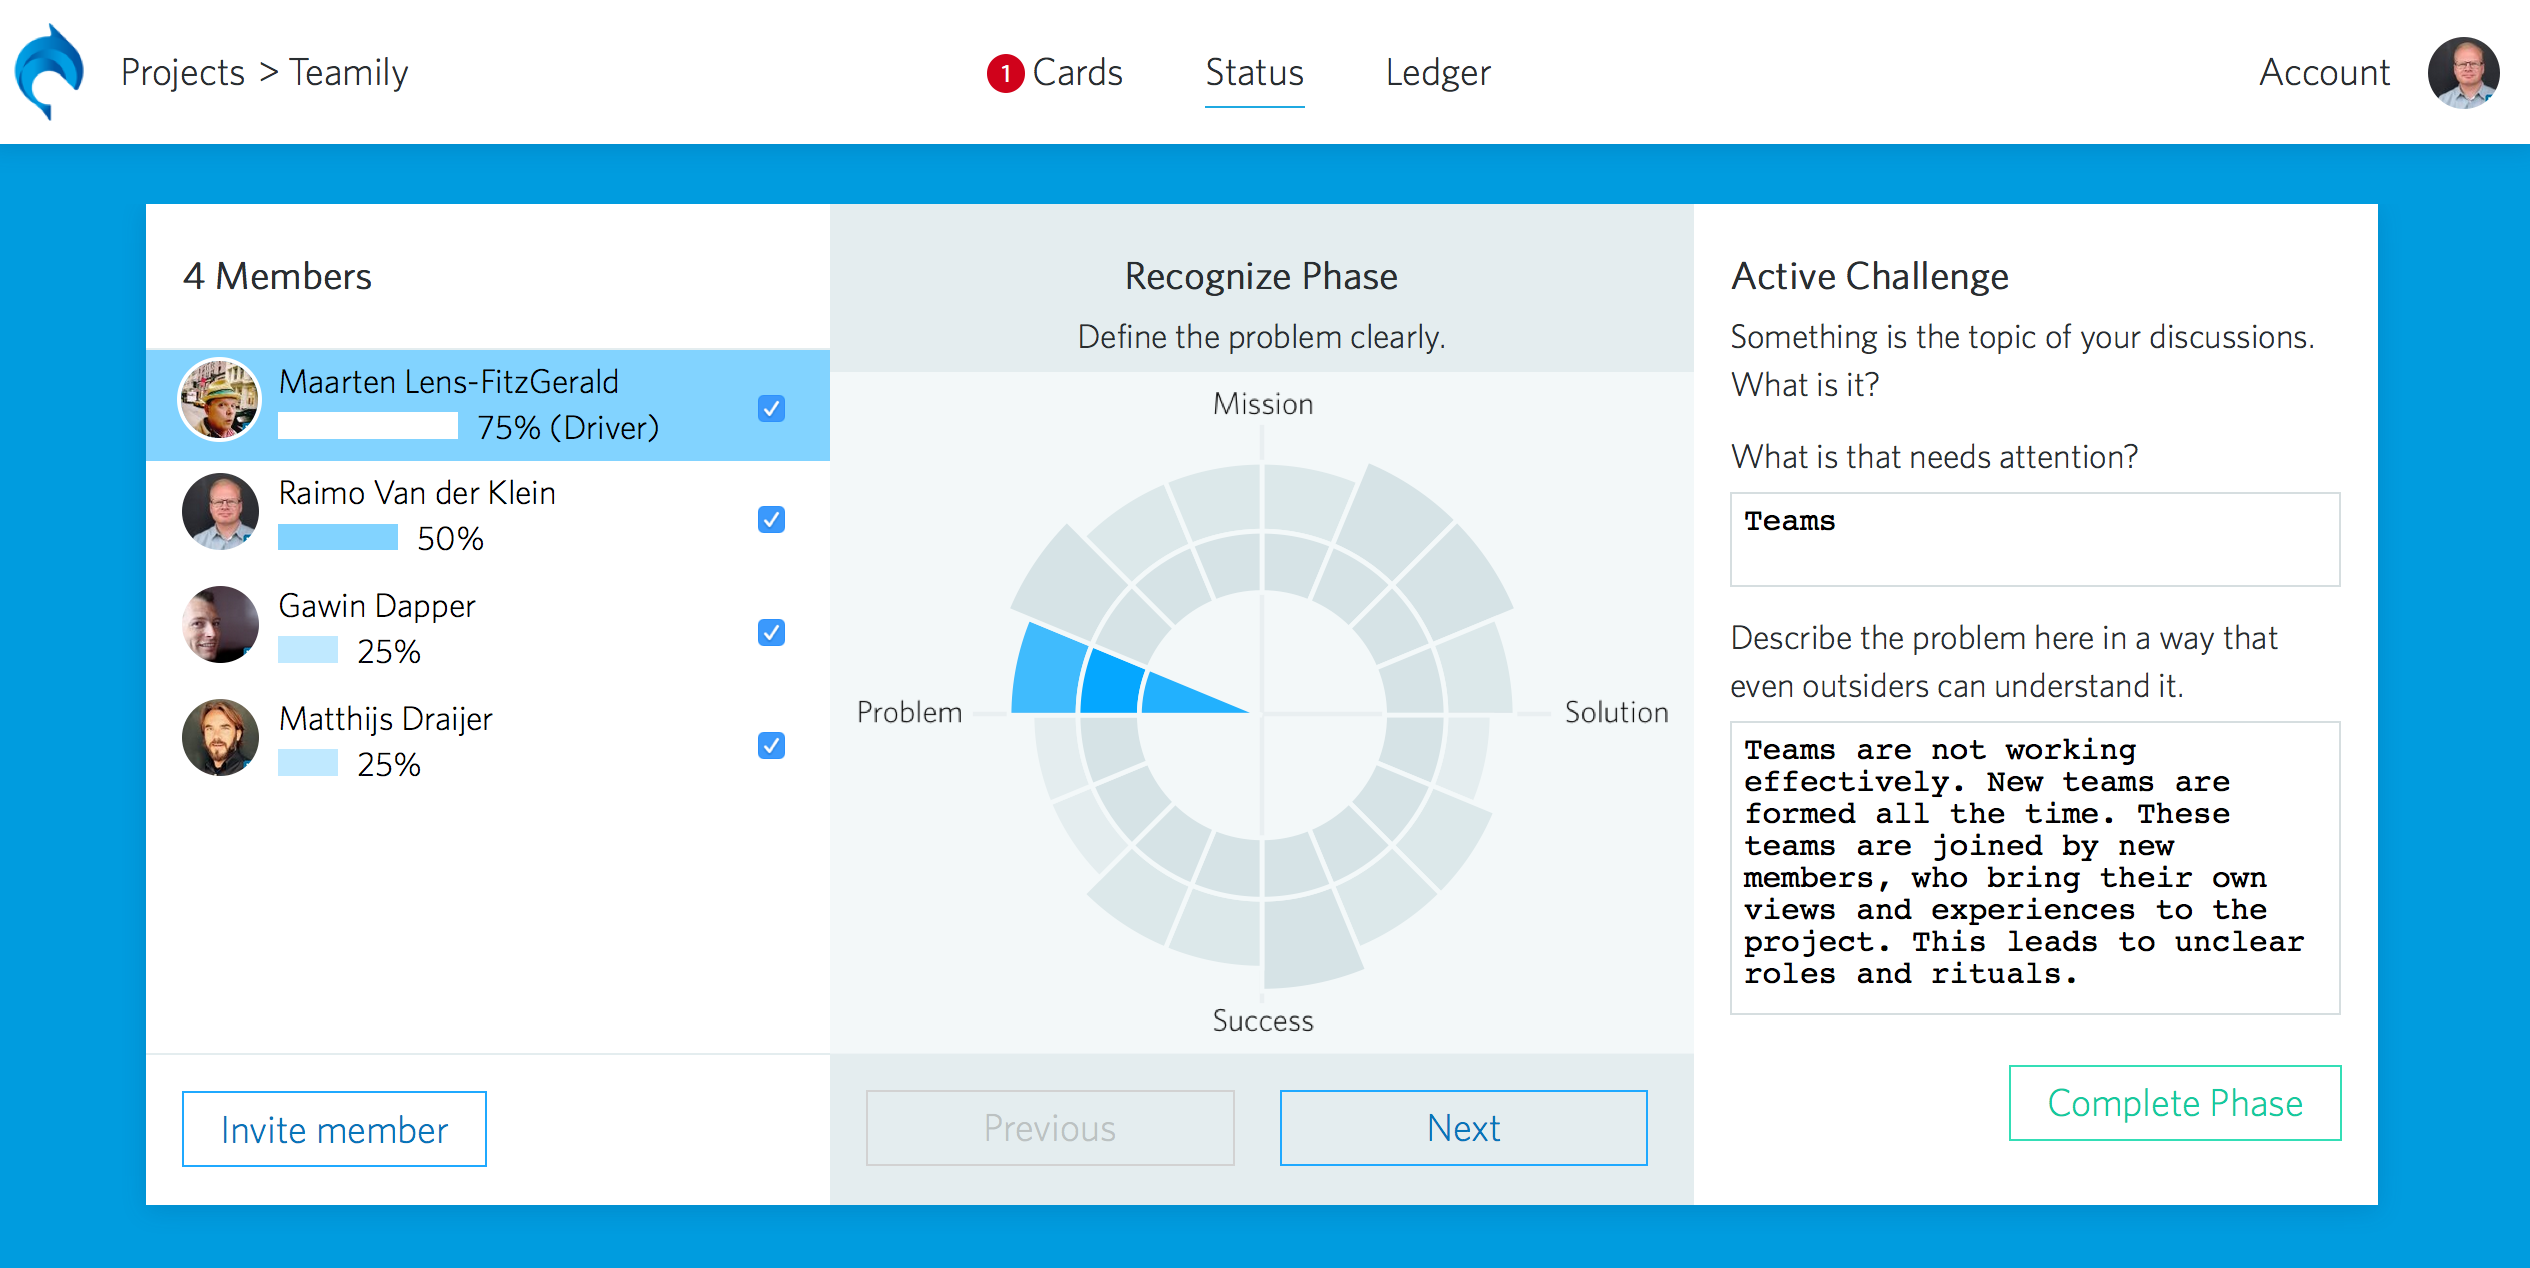 Projects > Teamily
1 Cards
Status
Ledger
Account
4 Members
Maarten Lens-FitzGerald
75% (Driver)
Raimo Van der Klein
50%
Gawin Dapper
25%
Matthijs Draijer
25%
Invite member
Recognize Phase
Define the problem clearly.
Mission
Problem
Solution
Success
Previous
Next
Active Challenge
Something is the topic of your discussions.
What is it?
What is that needs attention?
Teams
Describe the problem here in a way that
even outsiders can understand it.
Teams are not working
effectively. New teams are
formed all the time. These
teams are joined by new
members, who bring their own
views and experiences to the
project. This leads to unclear
roles and rituals.
Complete Phase